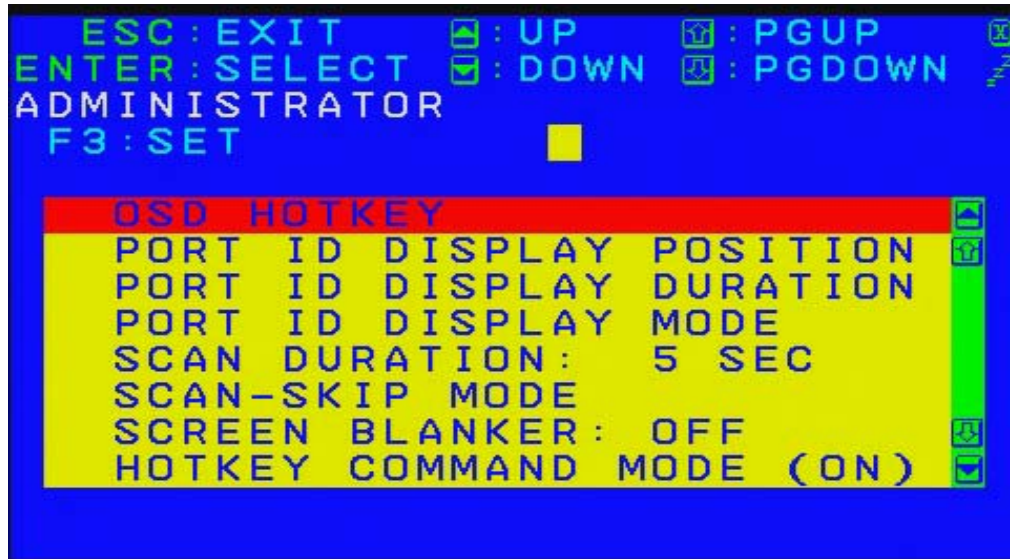 ESC:EXIT :UP :PGUP
ENTER:SELECT :DOWN :PGDOWN
ADMINISTRATOR
F3:SET
OSD HOTKEY
PORT ID DISPLAY POSITION
PORT ID DISPLAY DURATION
PORT ID DISPLAY MODE
SCAN DURATION: 5 SEC
SCAN-SKIP MODE
SCREEN BLANKER: OFF
HOTKEY COMMAND MODE (ON)